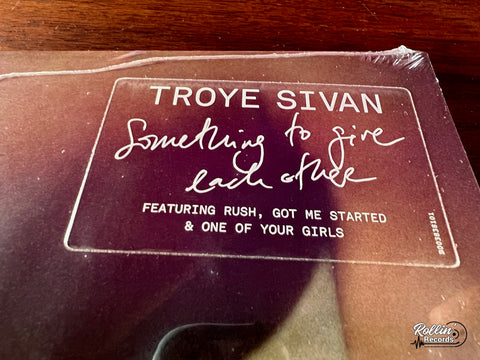 TROYE SIVAN
Something to give
each other
FEATURING RUSH, GOT ME STARTED
& ONE OF YOUR GIRLS
Rollin'
Records